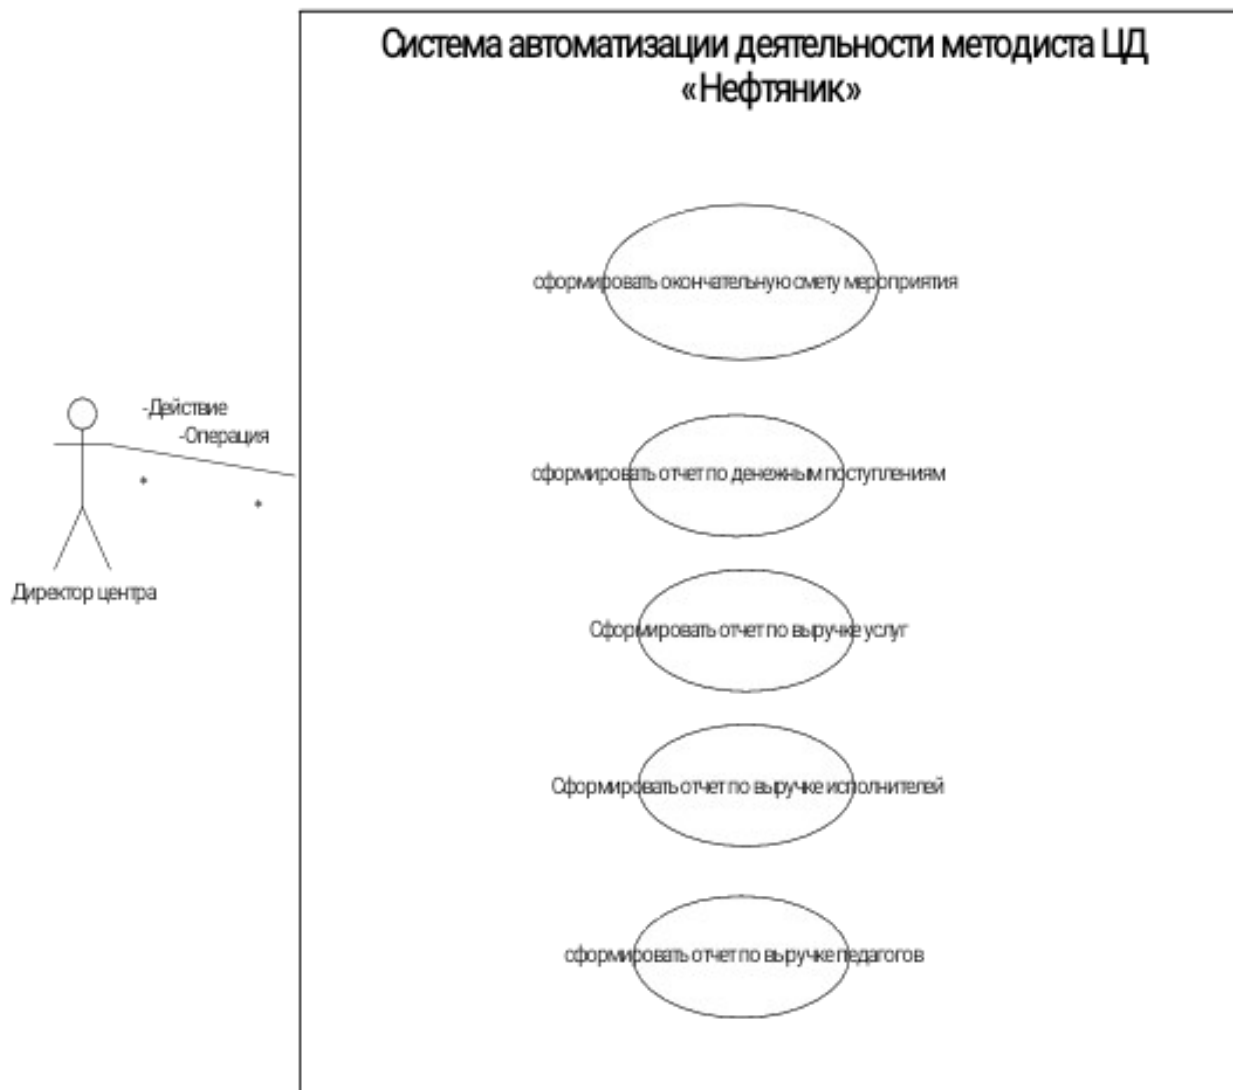 Система автоматизации деятельности методиста ЦД
«Нефтяник»
сформировать окончательную смету мероприятия
-Действие
-Операция
*
*
сформировать отчет по денежным поступлениям
Директор центра
Сформировать отчет по выручке услуг
Сформировать отчет по выручке исполнителей
сформировать отчет по выручке педагогов